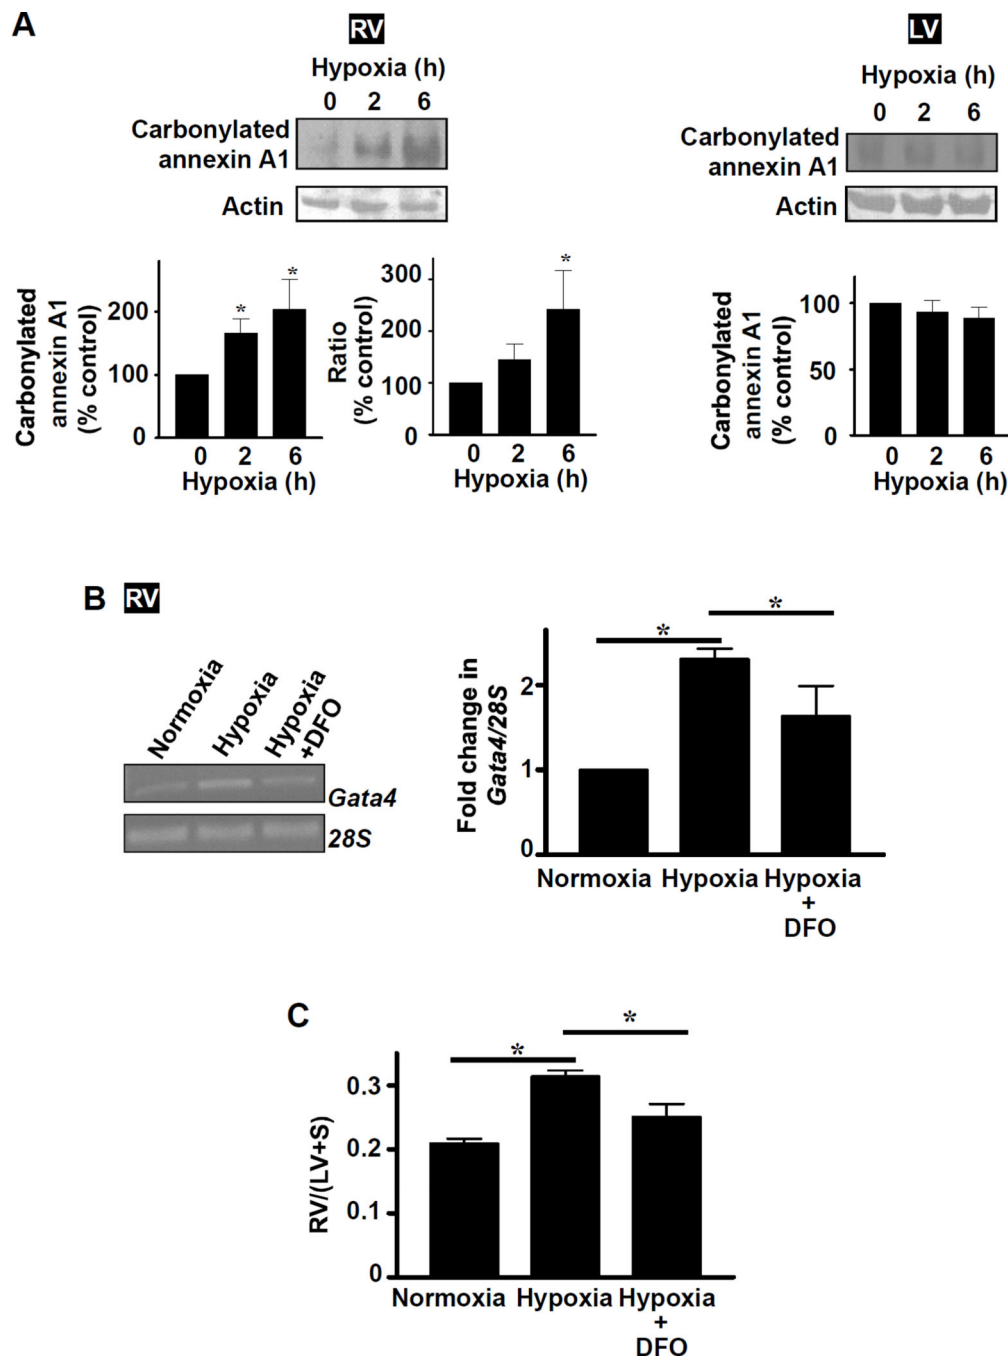 A
RV
Hypoxia (h)
0 2 6
Carbonylated
annexin A1
Actin
LV
Hypoxia (h)
0 2 6
Carbonylated
annexin A1
Actin
Carbonylated
annexin A1
(% control)
200
100
0
*
*
0 2 6
Hypoxia (h)
Ratio
(% control)
300
200
100
0
*
0 2 6
Hypoxia (h)
Carbonylated
annexin A1
(% control)
100
50
0
0 2 6
Hypoxia (h)
B
RV
Normoxia
Hypoxia
Hypoxia
+DFO
Gata4
28S
Fold change in
Gata4/28S
2
1
0
*
*
Normoxia Hypoxia Hypoxia
+
DFO
C
RV/(LV+S)
0.3
0.2
0.1
0
*
*
Normoxia Hypoxia Hypoxia
+
DFO